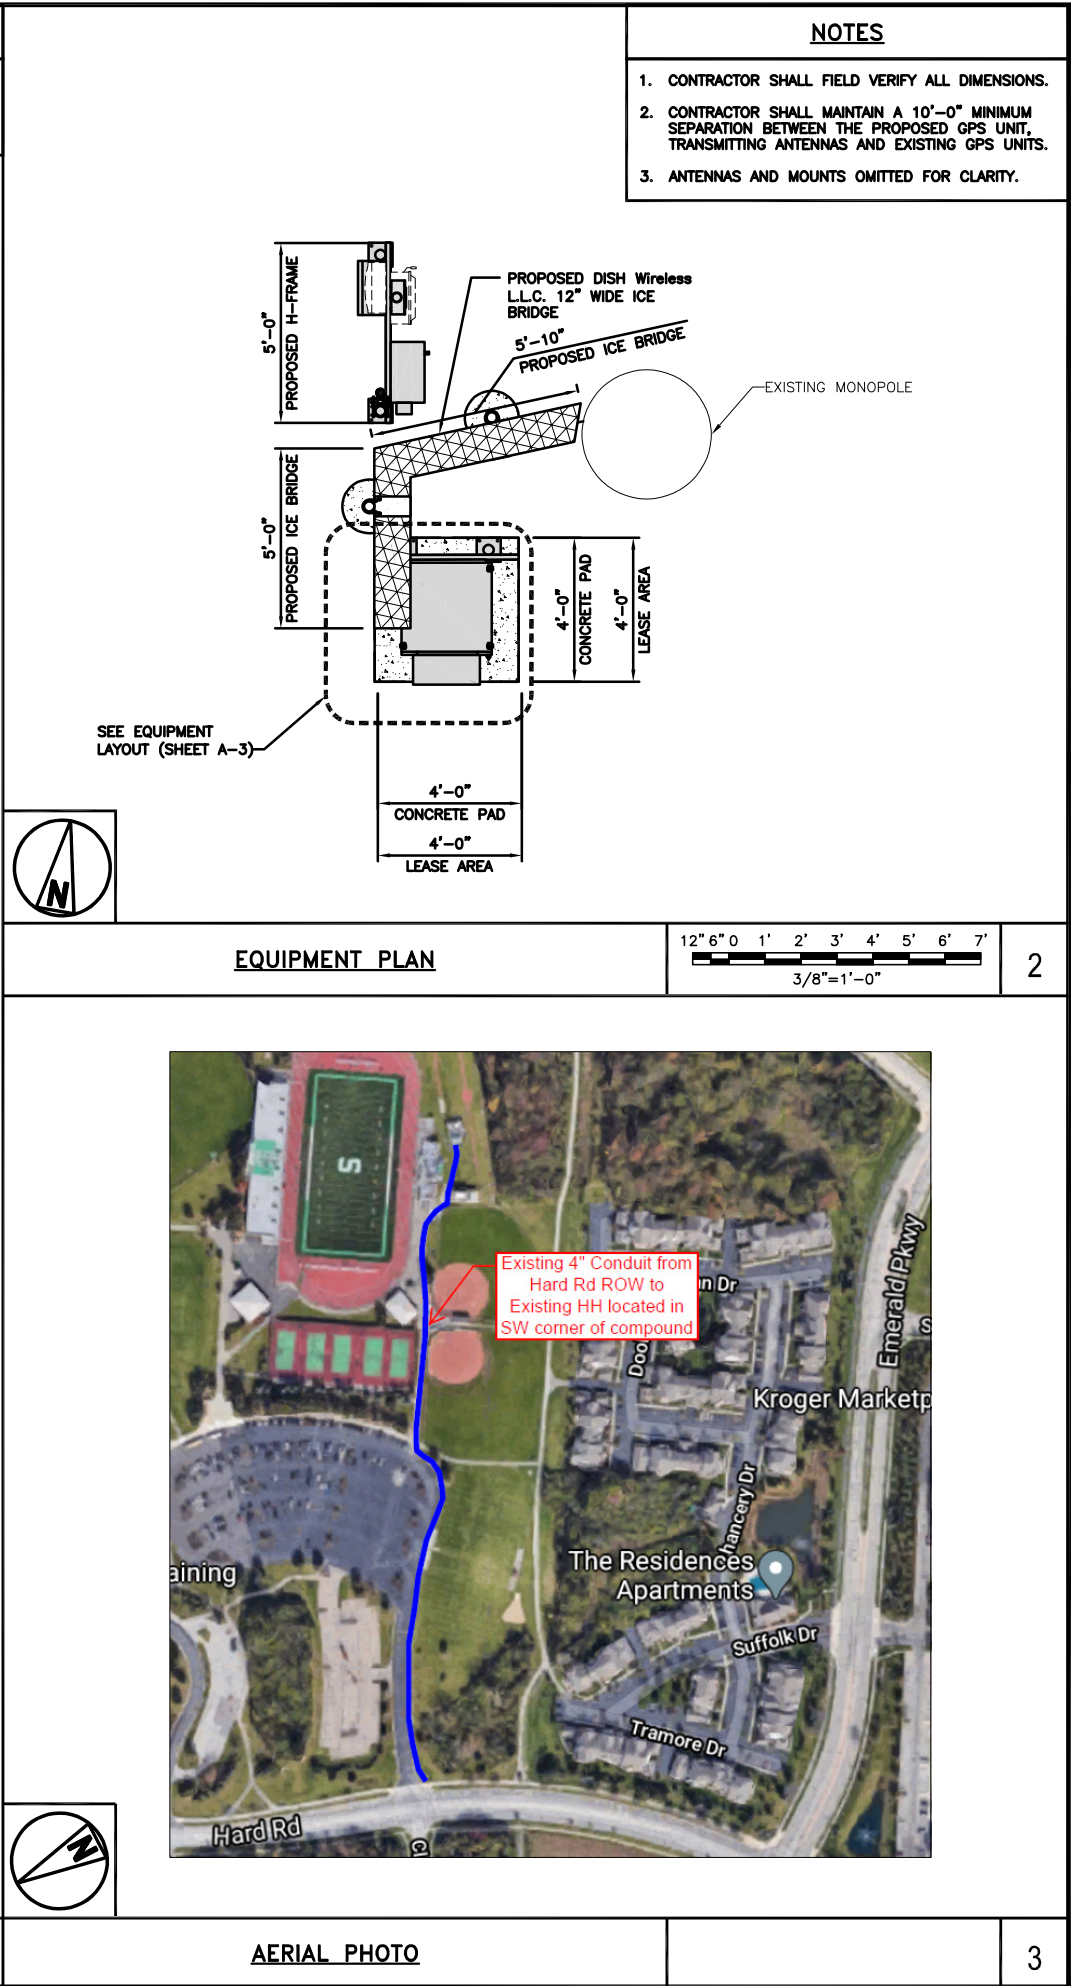 NOTES
1. CONTRACTOR SHALL FIELD VERIFY ALL DIMENSIONS.
2. CONTRACTOR SHALL MAINTAIN A 10'-0" MINIMUM
SEPARATION BETWEEN THE PROPOSED GPS UNIT,
TRANSMITTING ANTENNAS AND EXISTING GPS UNITS.
3. ANTENNAS AND MOUNTS OMITTED FOR CLARITY.
5'-0"
PROPOSED H-FRAME
PROPOSED DISH Wireless
L.L.C. 12" WIDE ICE
BRIDGE
5'-10"
PROPOSED ICE BRIDGE
EXISTING MONOPOLE
5'-0"
PROPOSED ICE BRIDGE
4'-0"
CONCRETE PAD
4'-0"
LEASE AREA
SEE EQUIPMENT
LAYOUT (SHEET A-3)
4'-0"
CONCRETE PAD
4'-0"
LEASE AREA
N
EQUIPMENT PLAN
12" 6" 0 1' 2' 3' 4' 5' 6' 7'
3/8"=1'-0"
2
S
Existing 4" Conduit from
Hard Rd ROW to
Existing HH located in
SW corner of compound
n Dr
Doo
Emerald Pkwy
S
Kroger Marketp
hancery Dr
The Residences
Apartments
aining
Suffolk Dr
Tramore Dr
Hard Rd
N
AERIAL PHOTO
3